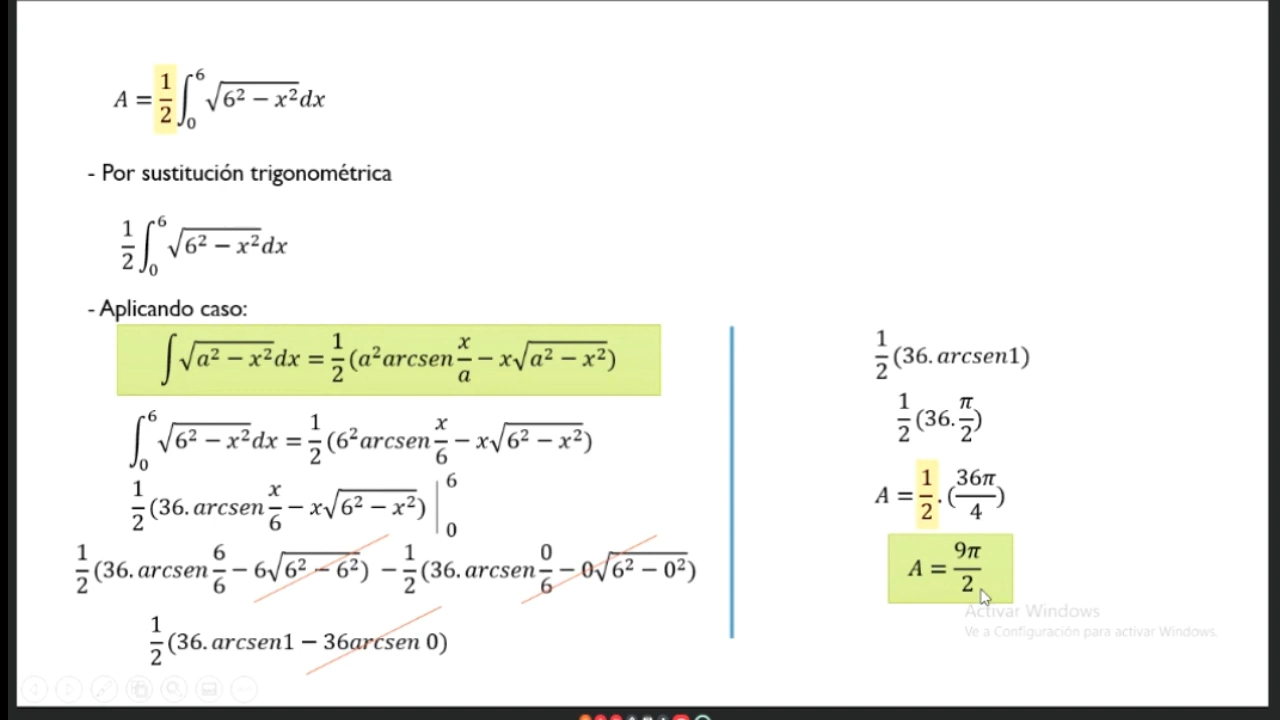 A = 1/2 ∫₀⁶ √(6² − x²) dx
- Por sustitución trigonométrica
1/2 ∫₀⁶ √(6² − x²) dx
- Aplicando caso:
∫ √(a² − x²) dx = 1/2 (a² arcsen x/a − x√(a² − x²))
∫₀⁶ √(6² − x²) dx = 1/2 (6² arcsen x/6 − x√(6² − x²))
1/2 (36. arcsen x/6 − x√(6² − x²)) |₀⁶
1/2 (36. arcsen 6/6 − 6√(6² − 6²)) − 1/2 (36. arcsen 0/6 − 0√(6² − 0²))
1/2 (36. arcsen1 − 36arcsen 0)
1/2 (36. arcsen1)
1/2 (36. π/2)
A = 1/2 . (36π/4)
A = 9π/2
Activar Windows
Ve a Configuración para activar Windows.